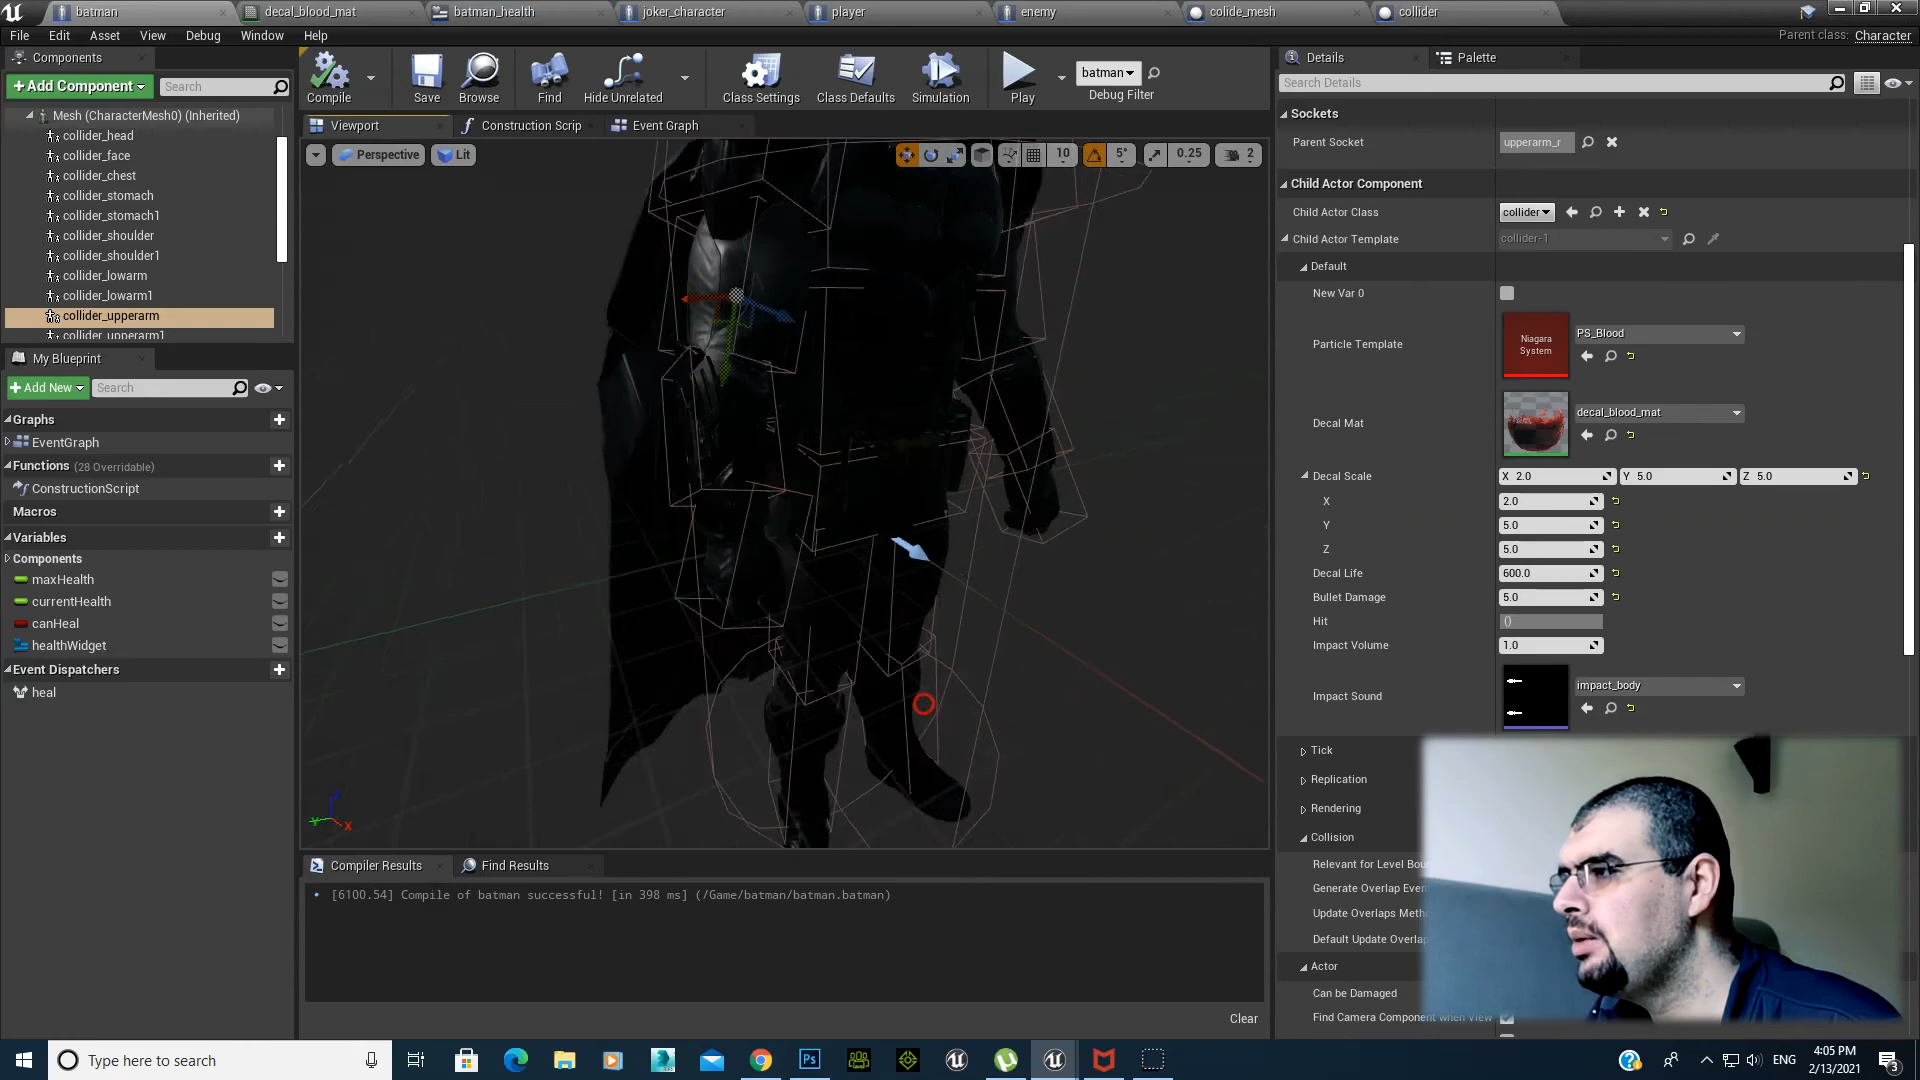 batman
decal_blood_mat
batman_health
joker_character
player
enemy
colide_mesh
collider
File
Edit
Asset
View
Debug
Window
Help
Parent class: Character
Components
+Add Component
Search
Mesh (CharacterMesh0) (Inherited)
collider_head
collider_face
collider_chest
collider_stomach
collider_stomach1
collider_shoulder
collider_shoulder1
collider_lowarm
collider_lowarm1
collider_upperarm
collider_upperarm1
My Blueprint
+Add New
Search
Graphs
EventGraph
Functions (28 Overridable)
ConstructionScript
Macros
Variables
Components
maxHealth
currentHealth
canHeal
healthWidget
Event Dispatchers
heal
Compile
Save
Browse
Find
Hide Unrelated
Class Settings
Class Defaults
Simulation
Play
batman
Debug Filter
Viewport
Construction Scrip
Event Graph
Perspective
Lit
10
5°
0.25
2
Z
Y
X
Compiler Results
Find Results
[6100.54] Compile of batman successful! [in 398 ms] (/Game/batman/batman.batman)
Clear
Details
Palette
Search Details
Sockets
Parent Socket
upperarm_r
Child Actor Component
Child Actor Class
collider
Child Actor Template
collider-1
Default
New Var 0
Particle Template
Niagara
System
PS_Blood
Decal Mat
decal_blood_mat
Decal Scale
X 2.0
Y 5.0
Z 5.0
X
2.0
Y
5.0
Z
5.0
Decal Life
600.0
Bullet Damage
5.0
Hit
()
Impact Volume
1.0
Impact Sound
impact_body
Tick
Replication
Rendering
Collision
Relevant for Level Bou
Generate Overlap Even
Update Overlaps Meth
Default Update Overlap
Actor
Can be Damaged
Find Camera Component when View
Type here to search
Ps
ENG
4:05 PM
2/13/2021
3